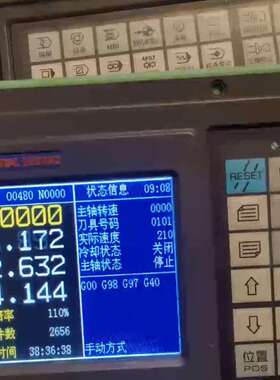 00480 N0000 状态信息 09:08
0000
.172
.632
.144
主轴转速 0000
刀具号码 0101
实际速度 210
冷却状态 关闭
主轴状态 停止
G00 G98 G97 G40
倍率 110%
件数 2656
时间 38:36:38
手动方式
RESET
位置
POS